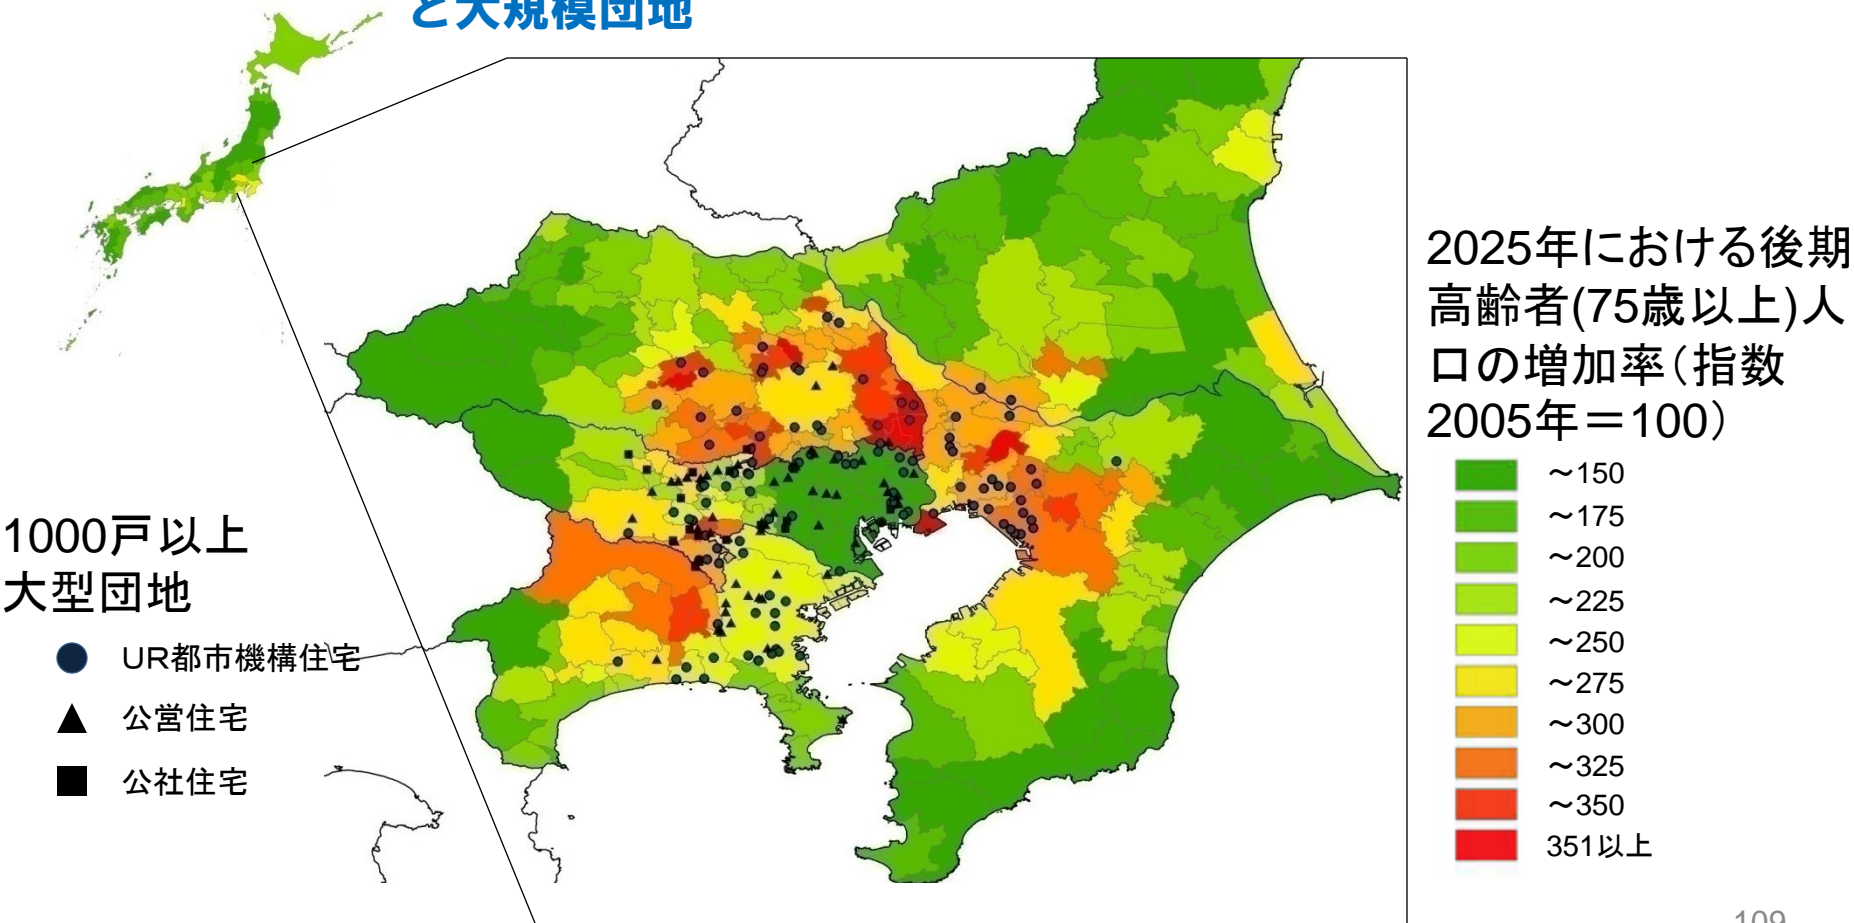 と大規模団地
2025年における後期
高齢者(75歳以上)人
口の増加率（指数
2005年＝100）
～150
～175
～200
～225
～250
～275
～300
～325
～350
351以上
1000戸以上
大型団地
UR都市機構住宅
公営住宅
公社住宅
109